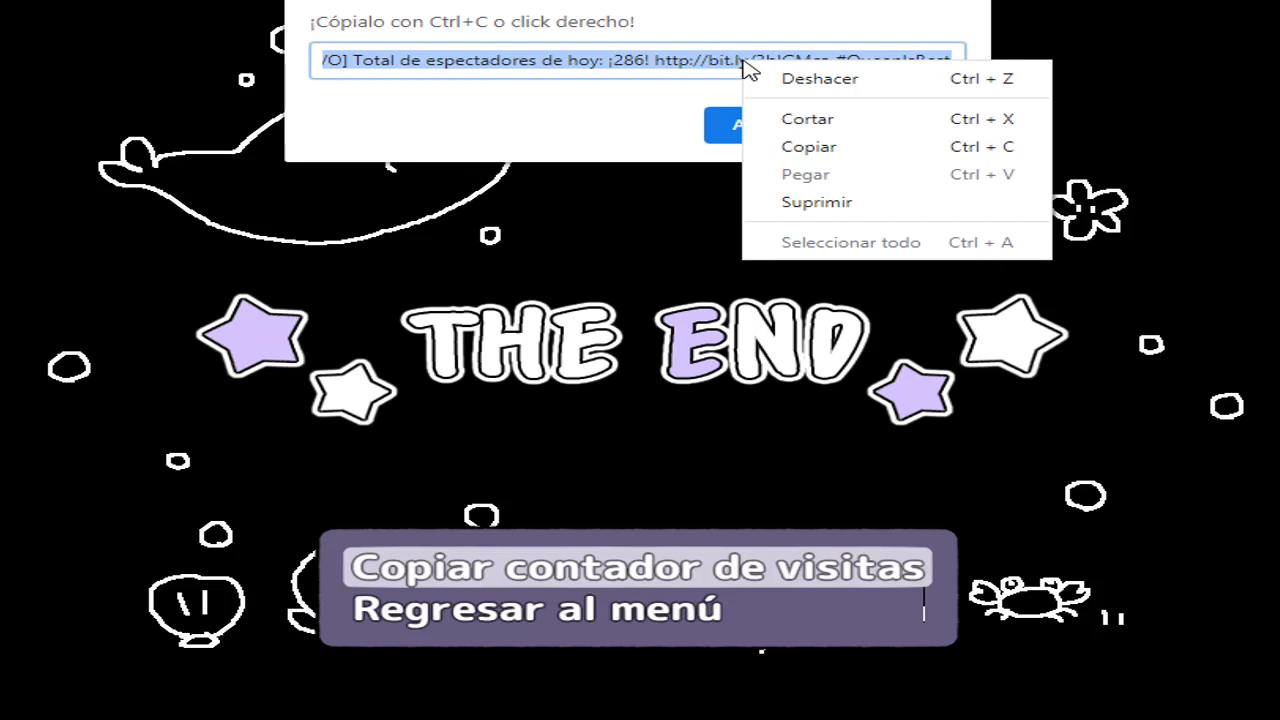 ¡Cópialo con Ctrl+C o click derecho!
/O] Total de espectadores de hoy: ¡286! http://bit.ly
Deshacer Ctrl + Z
Cortar Ctrl + X
Copiar Ctrl + C
Pegar Ctrl + V
Suprimir
Seleccionar todo Ctrl + A
THE END
Copiar contador de visitas
Regresar al menú